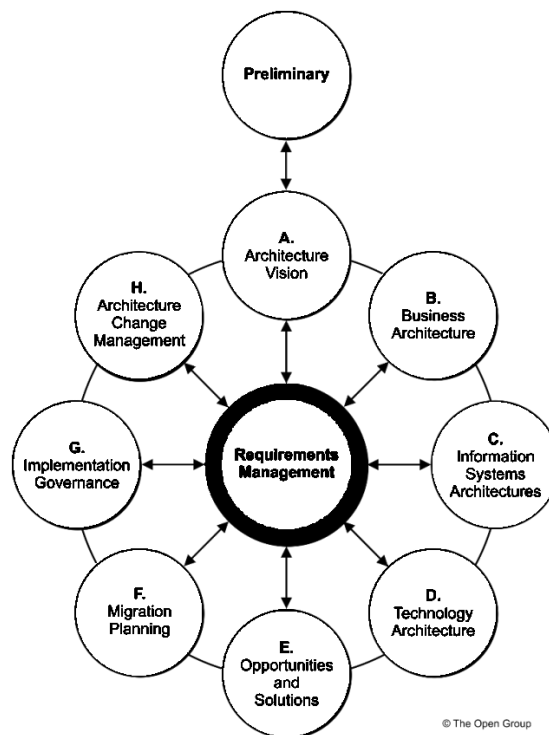 Preliminary
A.
Architecture
Vision
H.
Architecture
Change
Management
B.
Business
Architecture
G.
Implementation
Governance
Requirements
Management
C.
Information
Systems
Architectures
F.
Migration
Planning
D.
Technology
Architecture
E.
Opportunities
and
Solutions
© The Open Group